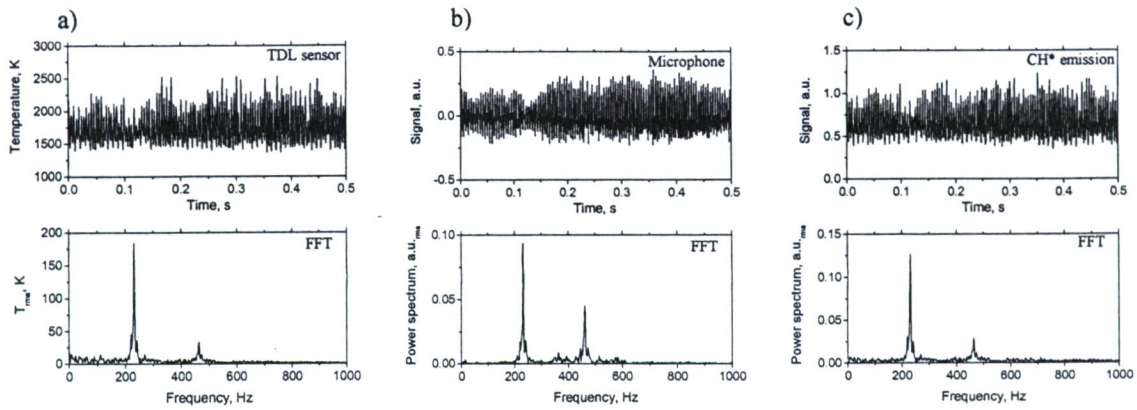 a)
TDL sensor
Temperature, K
3000
2500
2000
1500
1000
0.0 0.1 0.2 0.3 0.4 0.5
Time, s
FFT
T_rms, K
200
150
100
50
0
0 200 400 600 800 1000
Frequency, Hz
b)
Microphone
Signal, a.u.
0.5
0.0
-0.5
0.0 0.1 0.2 0.3 0.4 0.5
Time, s
FFT
Power spectrum, a.u.rms
0.10
0.05
0.00
0 200 400 600 800 1000
Frequency, Hz
c)
CH* emission
Signal, a.u.
1.5
1.0
0.5
0.0
0.0 0.1 0.2 0.3 0.4 0.5
Time, s
FFT
Power spectrum, a.u.rms
0.15
0.10
0.05
0.00
0 200 400 600 800 1000
Frequency, Hz